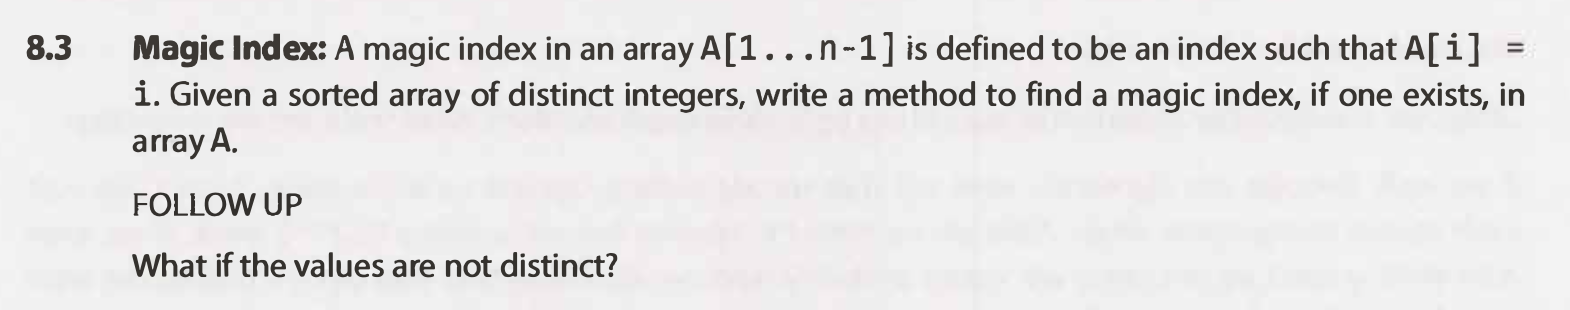 8.3 Magic Index: A magic index in an array A[1...n-1] is defined to be an index such that A[i] =
i. Given a sorted array of distinct integers, write a method to find a magic index, if one exists, in
array A.
FOLLOW UP
What if the values are not distinct?